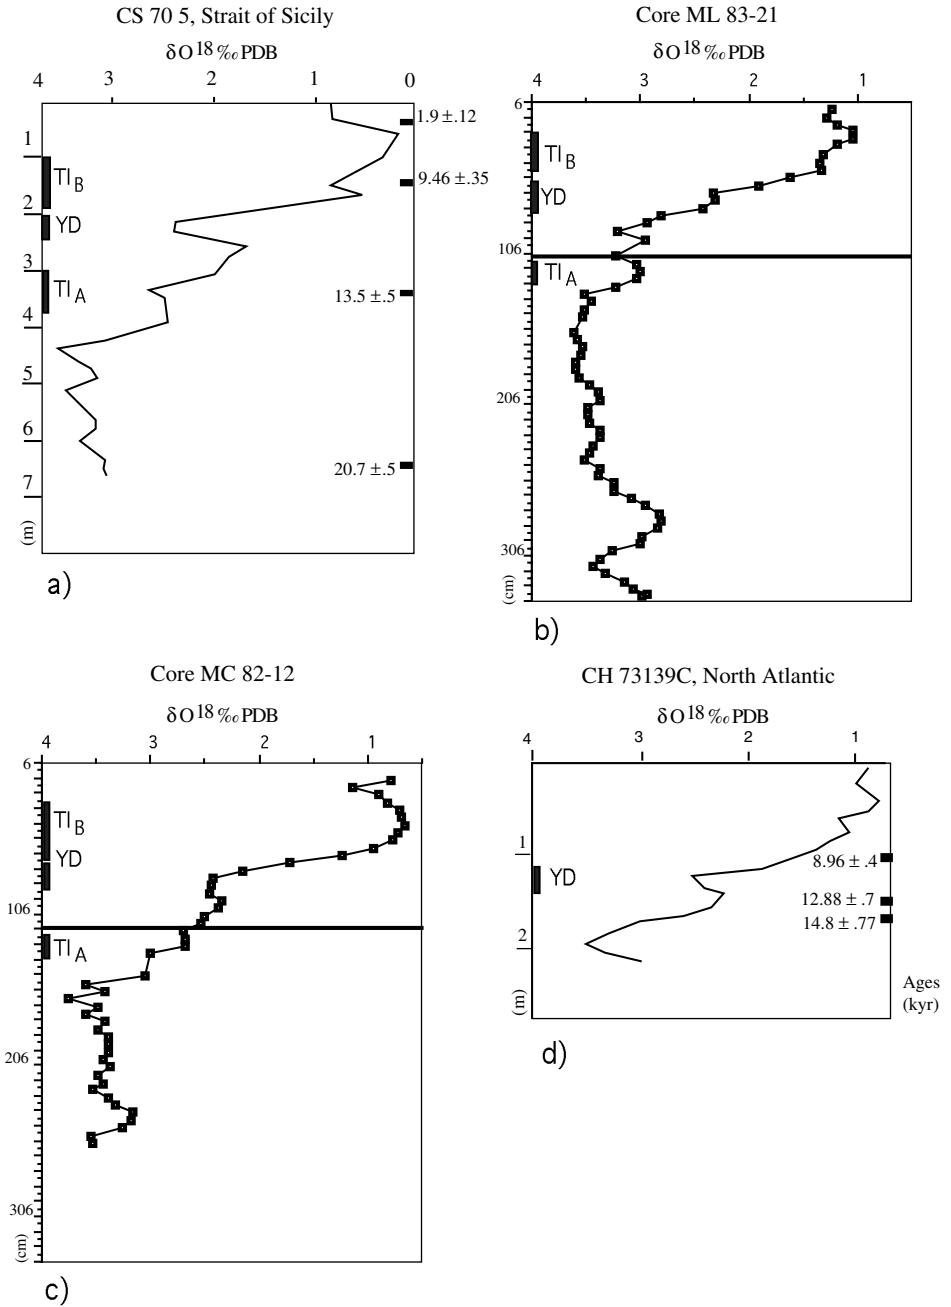 CS 70 5, Strait of Sicily
δO18‰PDB
4 3 2 1 0
1
2
3
4
5
6
7
(m)
TIB
YD
TIA
1.9 ± .12
9.46 ± .35
13.5 ± .5
20.7 ± .5
a)
Core ML 83-21
δO18‰PDB
4 3 2 1
6
106
206
306
(cm)
TIB
YD
TIA
b)
Core MC 82-12
δO18‰PDB
4 3 2 1
6
106
206
306
(cm)
TIB
YD
TIA
c)
CH 73139C, North Atlantic
δO18‰PDB
4 3 2 1
1
2
(m)
YD
8.96 ± .4
12.88 ± .7
14.8 ± .77
Ages
(kyr)
d)